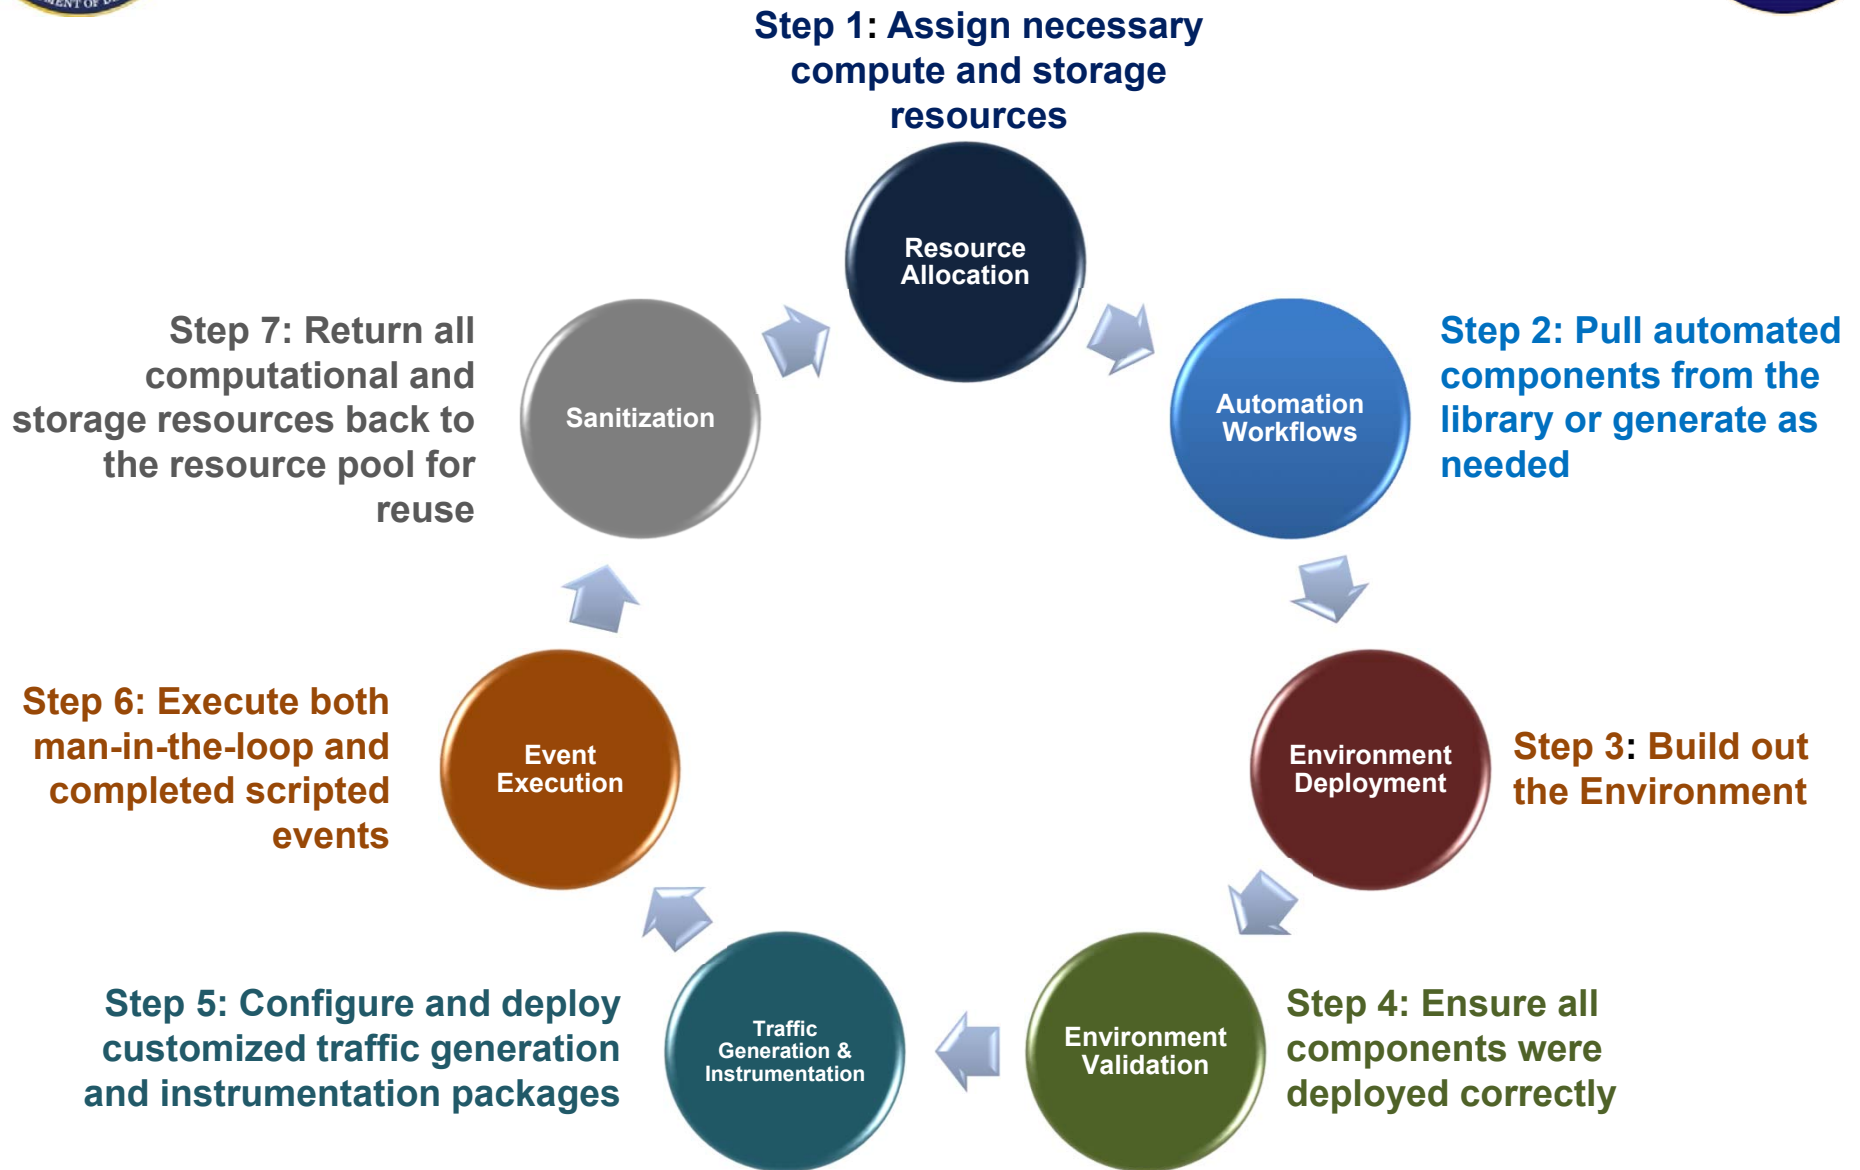 MENT OF
Step 1: Assign necessary
compute and storage
resources
Resource
Allocation
Step 2: Pull automated
components from the
library or generate as
needed
Automation
Workflows
Step 3: Build out
the Environment
Environment
Deployment
Step 4: Ensure all
components were
deployed correctly
Environment
Validation
Step 5: Configure and deploy
customized traffic generation
and instrumentation packages
Traffic
Generation &
Instrumentation
Step 6: Execute both
man-in-the-loop and
completed scripted
events
Event
Execution
Step 7: Return all
computational and
storage resources back to
the resource pool for
reuse
Sanitization